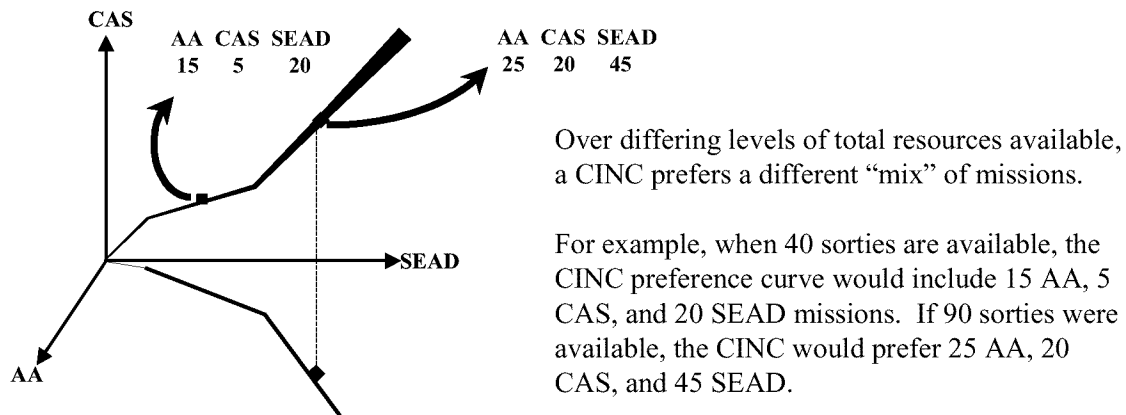 CAS
AA CAS SEAD
15 5 20
AA CAS SEAD
25 20 45
Over differing levels of total resources available,
a CINC prefers a different “mix” of missions.
For example, when 40 sorties are available, the
CINC preference curve would include 15 AA, 5
CAS, and 20 SEAD missions.  If 90 sorties were
available, the CINC would prefer 25 AA, 20
CAS, and 45 SEAD.
SEAD
AA